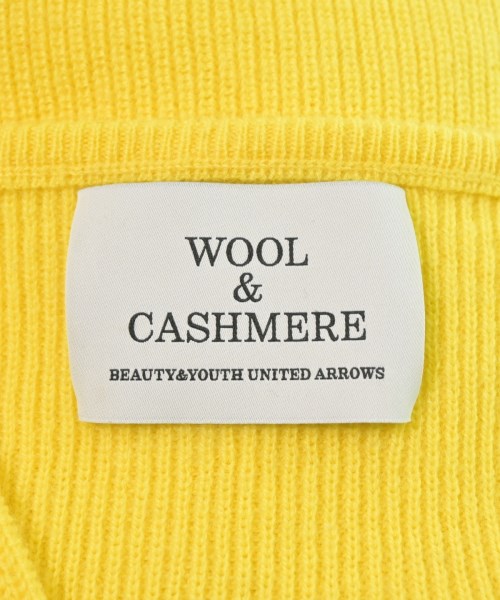 WOOL
&
CASHMERE
BEAUTY&YOUTH UNITED ARROWS